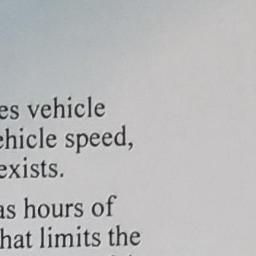 es vehicle
ehicle speed,
exists.
as hours of
hat limits the